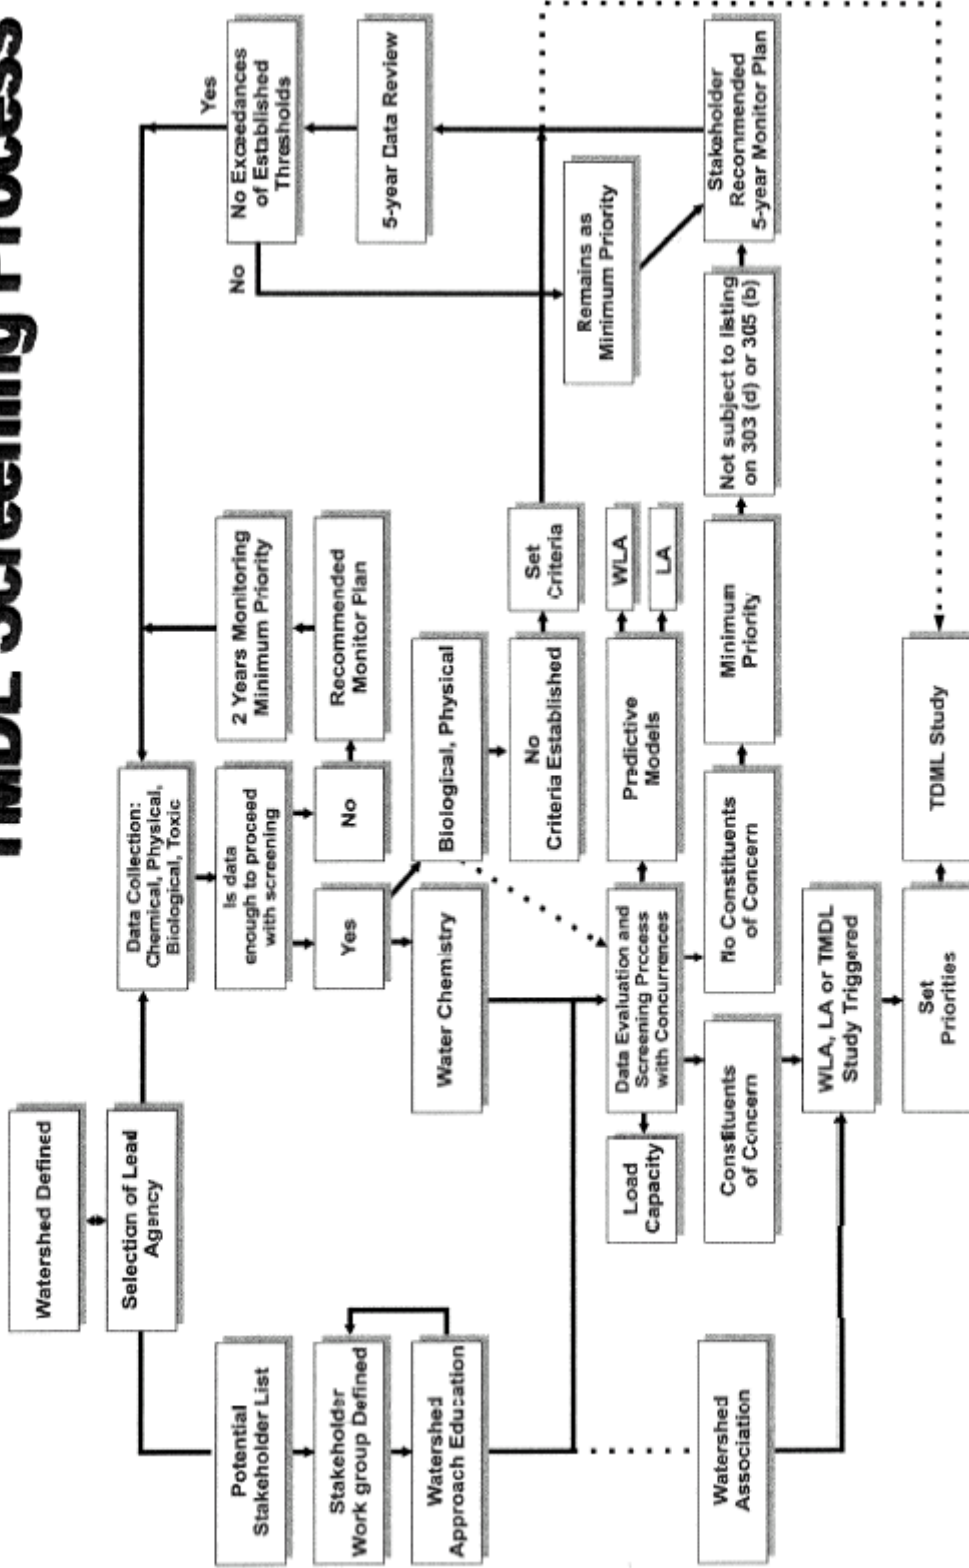 TMDL Screening Process
Watershed Defined
Selection of Lead
Agency
Potential
Stakeholder List
Stakeholder
Work group Defined
Watershed
Approach Education
Watershed
Association
Data Collection:
Chemical, Physical,
Biological, Toxic
Is data
enough to proceed
with screening
Yes
No
Recommended
Monitor Plan
2 Years Monitoring
Minimum Priority
Water Chemistry
Biological, Physical
No
Criteria Established
Set
Criteria
Load
Capacity
Data Evaluation and
Screening Process
with Concurrences
Predictive
Models
WLA
LA
Constituents
of Concern
No Constituents
of Concern
Minimum
Priority
Not subject to listing
on 303 (d) or 305 (b)
Stakeholder
Recommended
5-year Monitor Plan
Remains as
Minimum Priority
5-year Data Review
No Exceedances
of Established
Thresholds
Yes
No
WLA, LA or TMDL
Study Triggered
Set
Priorities
TDML Study